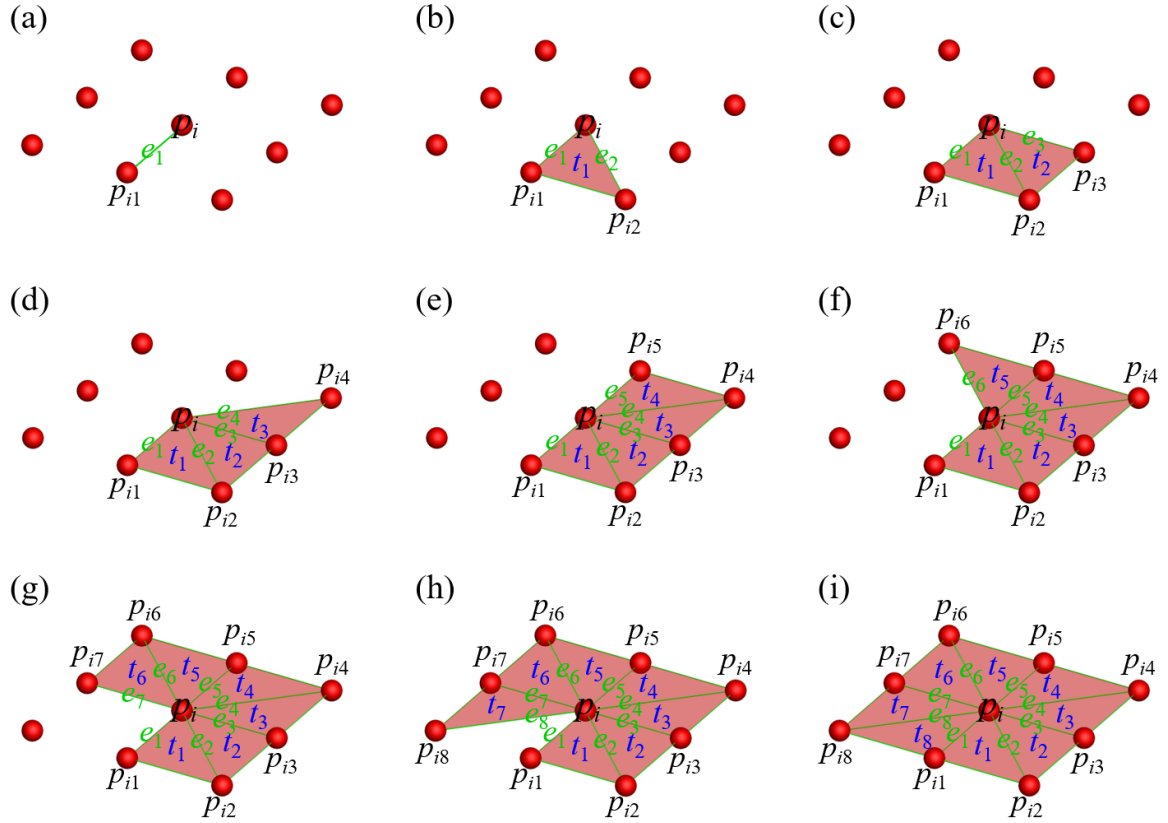 (a) (b) (c)
p_i e_1 p_i1
p_i e_1 e_2 t_1 p_i1 p_i2
p_i e_3 e_1 e_2 t_1 t_2 p_i1 p_i2 p_i3
(d) (e) (f)
p_i4 p_i e_4 e_3 t_3 e_1 t_1 e_2 t_2 p_i3 p_i1 p_i2
p_i5 p_i4 e_5 t_4 p_i e_4 e_3 t_3 e_1 t_1 e_2 t_2 p_i3 p_i1 p_i2
p_i6 p_i5 p_i4 t_5 e_6 e_5 t_4 p_i e_4 e_3 t_3 e_1 t_1 e_2 t_2 p_i3 p_i1 p_i2
(g) (h) (i)
p_i6 p_i5 p_i7 p_i4 t_6 e_6 t_5 e_5 t_4 e_7 p_i e_4 e_3 t_3 e_1 t_1 e_2 t_2 p_i3 p_i1 p_i2
p_i6 p_i5 p_i7 p_i4 t_6 e_6 t_5 e_5 t_4 e_7 t_7 p_i e_4 e_8 e_3 t_3 e_1 t_1 e_2 t_2 p_i8 p_i3 p_i1 p_i2
p_i6 p_i5 p_i7 p_i4 t_6 e_6 t_5 e_5 t_4 e_7 t_7 p_i e_4 e_8 e_3 t_3 t_8 e_1 t_1 e_2 t_2 p_i8 p_i3 p_i1 p_i2